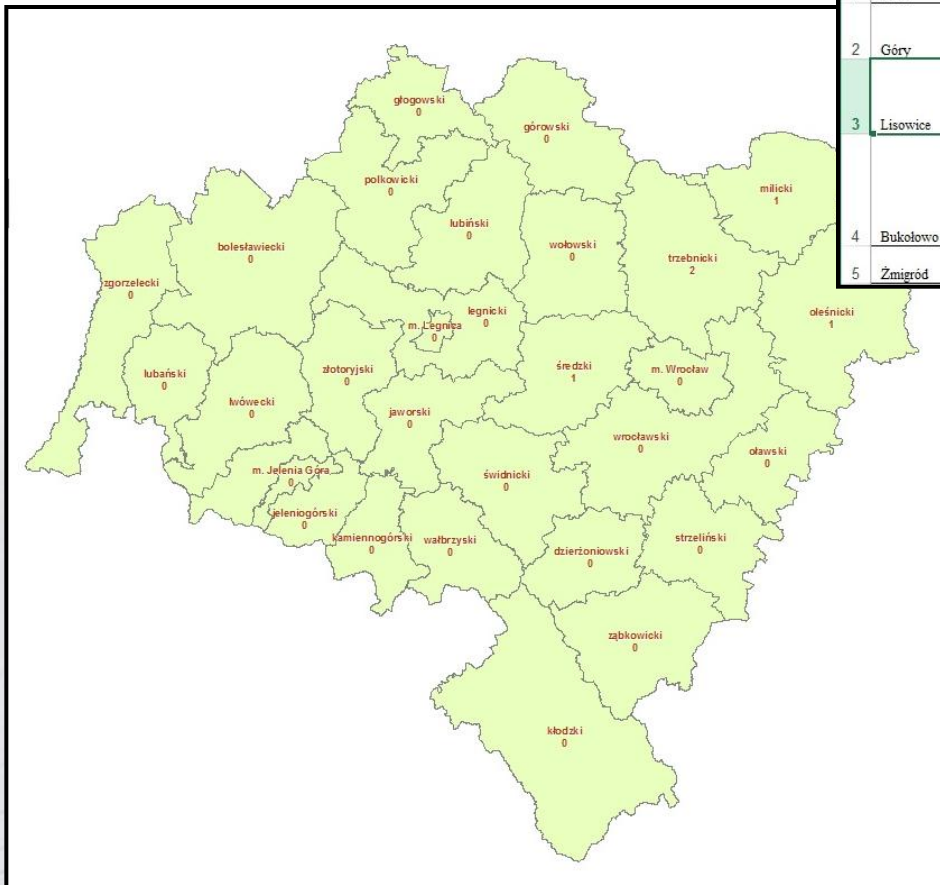 głogowski
0
górowski
0
polkowicki
0
milicki
1
lubiński
0
bolesławiecki
0
wołowski
0
trzebnicki
2
zgorzelecki
0
legnicki
0
oleśnicki
1
m. Legnica
0
lubański
0
złotoryjski
0
średzki
1
m. Wrocław
0
lwówecki
0
jaworski
0
wrocławski
0
oławski
0
m. Jelenia Góra
0
świdnicki
0
jeleniogórski
0
kamiennogórski
0
wałbrzyski
0
dzierżoniowski
0
strzeliński
0
ząbkowicki
0
kłodzki
0
2 Góry
3 Lisowice
4 Bukołowo
5 Żmigród